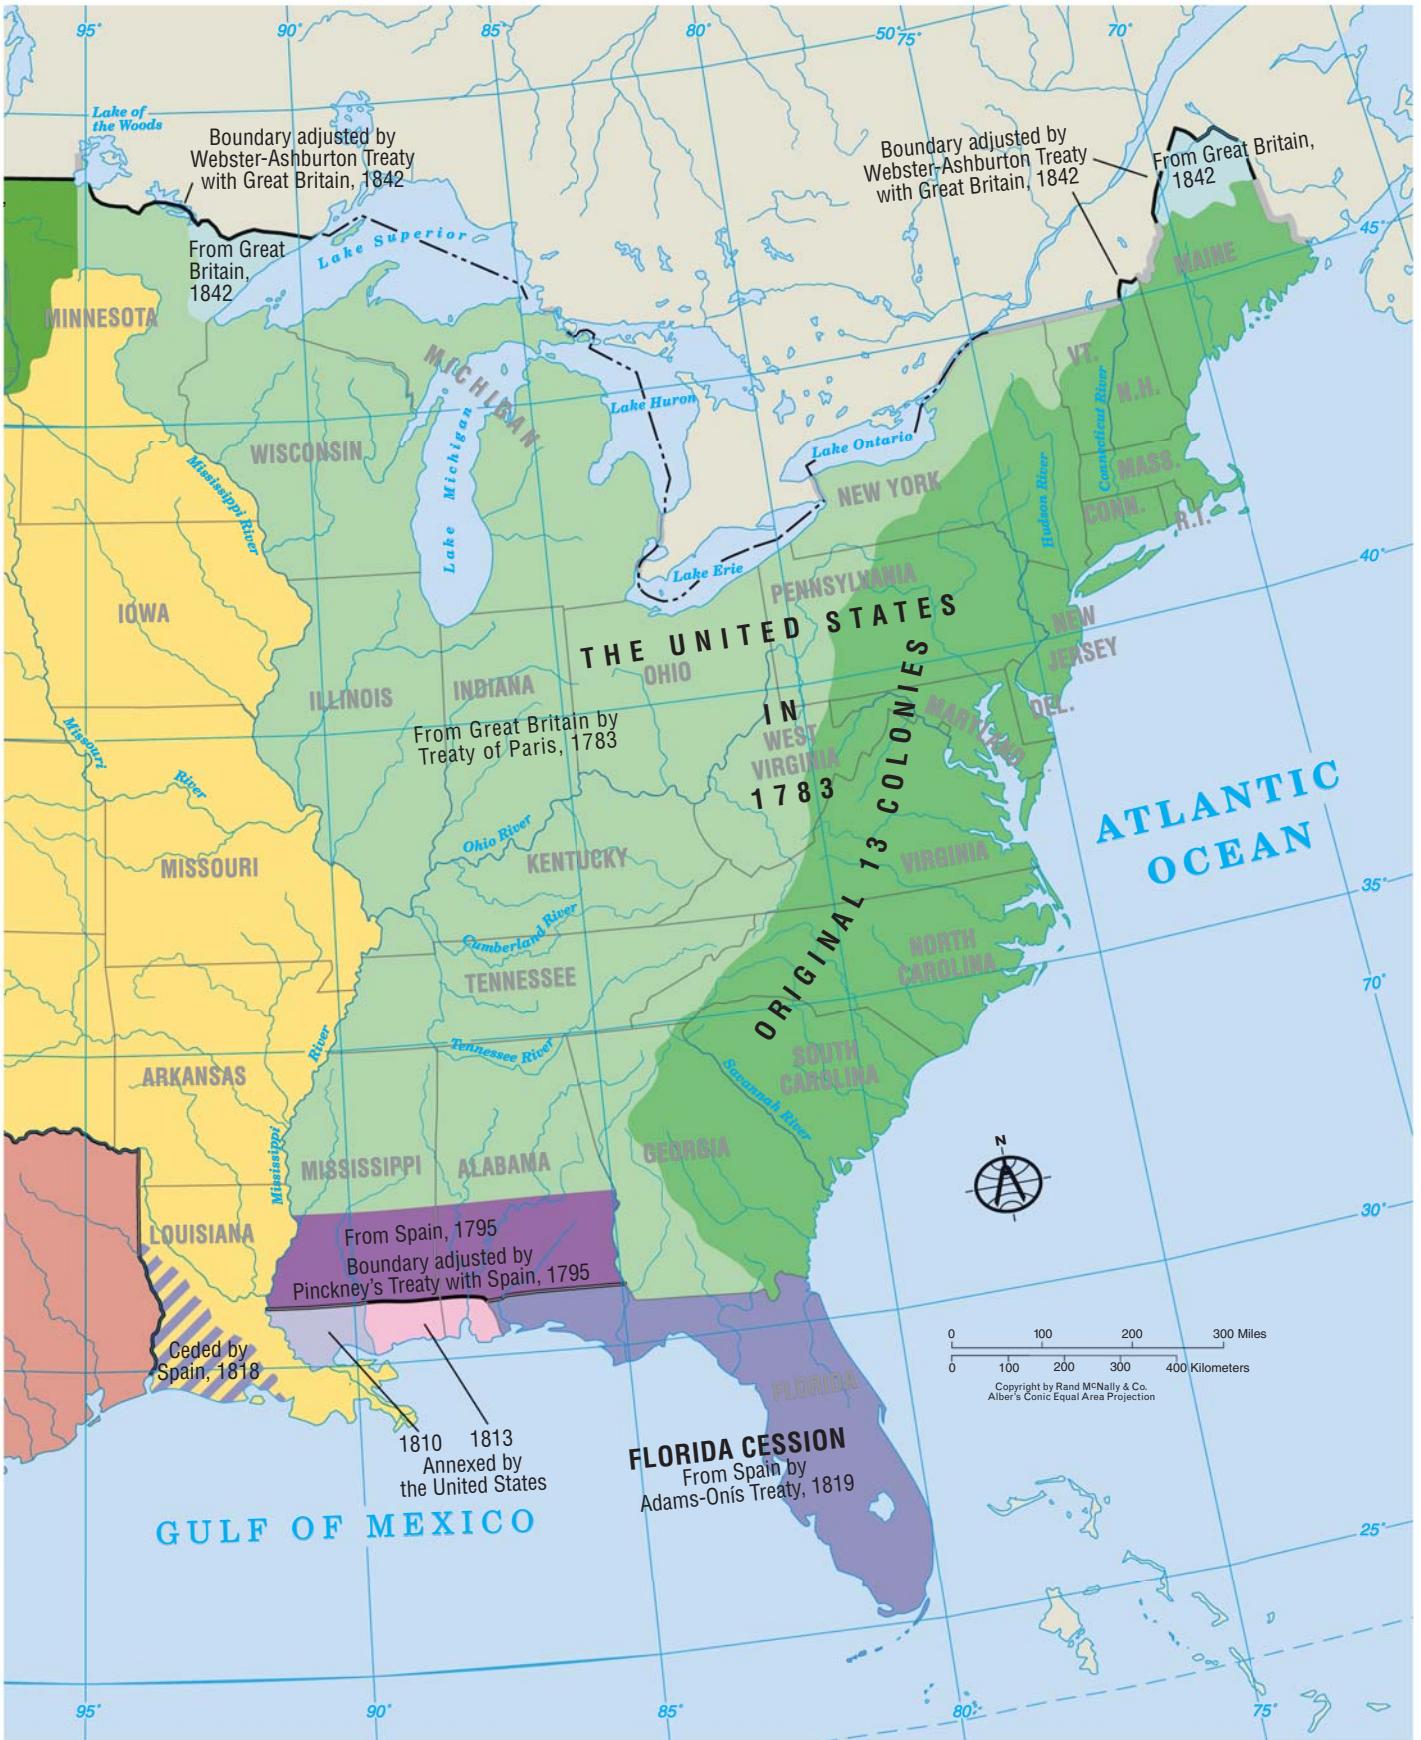 95°
90°
85°
80°
50°
75°
70°
Lake of
the Woods
Boundary adjusted by
Webster-Ashburton Treaty
with Great Britain, 1842
Boundary adjusted by
Webster-Ashburton Treaty
with Great Britain, 1842
From Great Britain,
1842
45°
From Great
Britain,
1842
Lake Superior
MAINE
MINNESOTA
MICHIGAN
VT.
N.H.
Lake Huron
Connecticut River
Lake Michigan
WISCONSIN
Lake Ontario
Mississippi River
NEW YORK
Hudson River
MASS.
CONN.
R.I.
40°
Lake Erie
PENNSYLVANIA
IOWA
THE UNITED STATES
NEW
JERSEY
OHIO
INDIANA
ILLINOIS
From Great Britain by
Treaty of Paris, 1783
IN
WEST
VIRGINIA
1783
MARYLAND
DEL.
ORIGINAL 13 COLONIES
Missouri
River
ATLANTIC
OCEAN
Ohio River
KENTUCKY
MISSOURI
VIRGINIA
35°
Cumberland River
TENNESSEE
NORTH
CAROLINA
70°
River
Tennessee River
ARKANSAS
SOUTH
CAROLINA
Savannah River
Mississippi
MISSISSIPPI
ALABAMA
GEORGIA
N
30°
LOUISIANA
From Spain, 1795
Boundary adjusted by
Pinckney's Treaty with Spain, 1795
Ceded by
Spain, 1818
0 100 200 300 Miles
0 100 200 300 400 Kilometers
Copyright by Rand McNally & Co.
Alber's Conic Equal Area Projection
FLORIDA
1810 1813
Annexed by
the United States
FLORIDA CESSION
From Spain by
Adams-Onís Treaty, 1819
GULF OF MEXICO
25°
95°
90°
85°
80°
75°